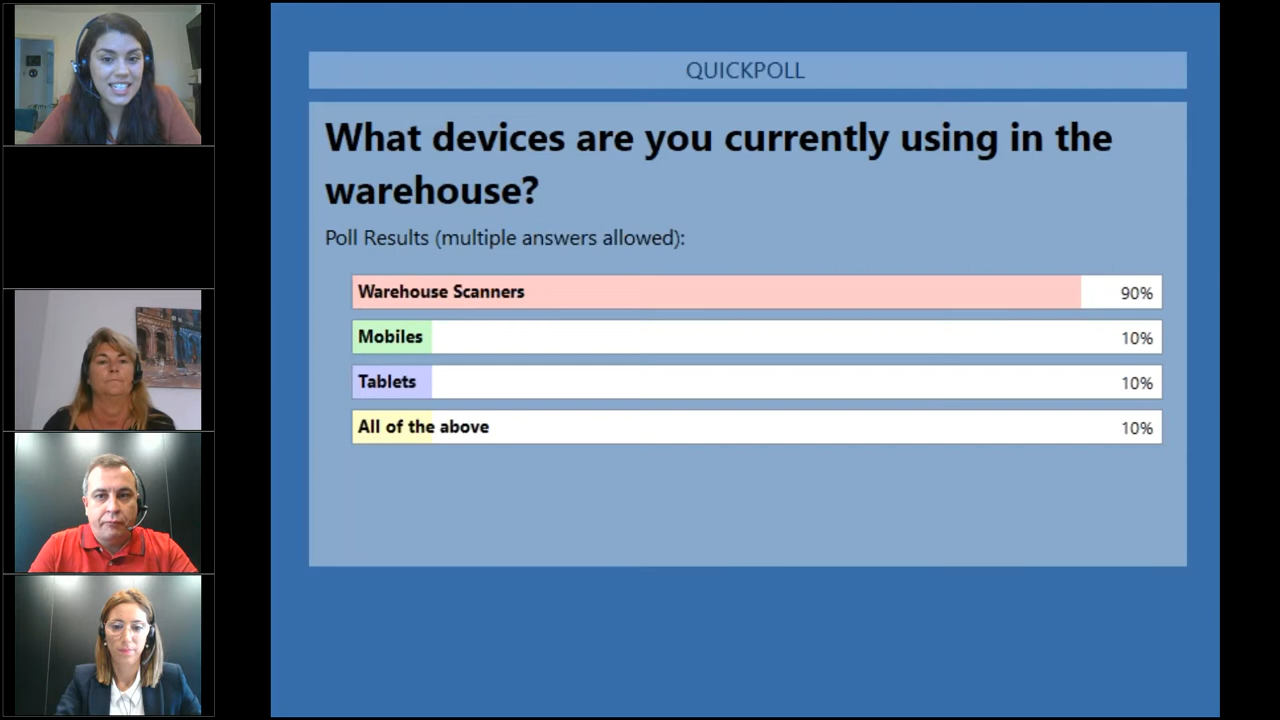 QUICKPOLL
What devices are you currently using in the
warehouse?
Poll Results (multiple answers allowed):
Warehouse Scanners 90%
Mobiles 10%
Tablets 10%
All of the above 10%